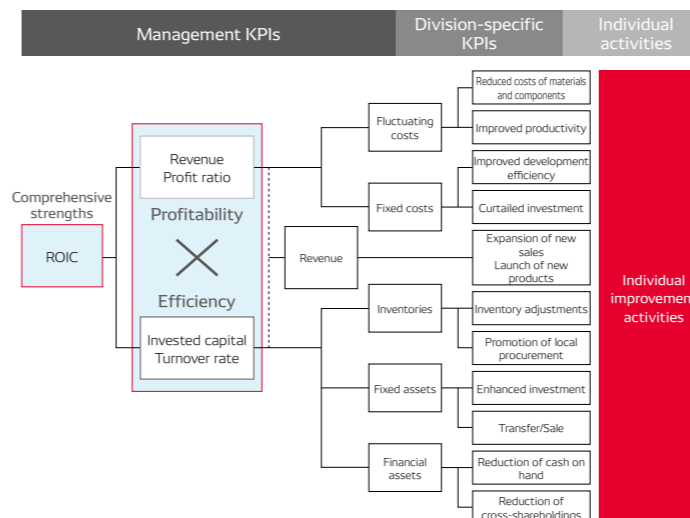 Management KPIs
Division-specific
KPIs
Individual
activities
Comprehensive
strengths
ROIC
Revenue
Profit ratio
Profitability
Efficiency
Invested capital
Turnover rate
Fluctuating
costs
Fixed costs
Revenue
Inventories
Fixed assets
Financial
assets
Reduced costs of materials
and components
Improved productivity
Improved development
efficiency
Curtailed investment
Expansion of new
sales
Launch of new
products
Inventory adjustments
Promotion of local
procurement
Enhanced investment
Transfer/Sale
Reduction of cash on
hand
Reduction of
cross-shareholdings
Individual
improvement
activities